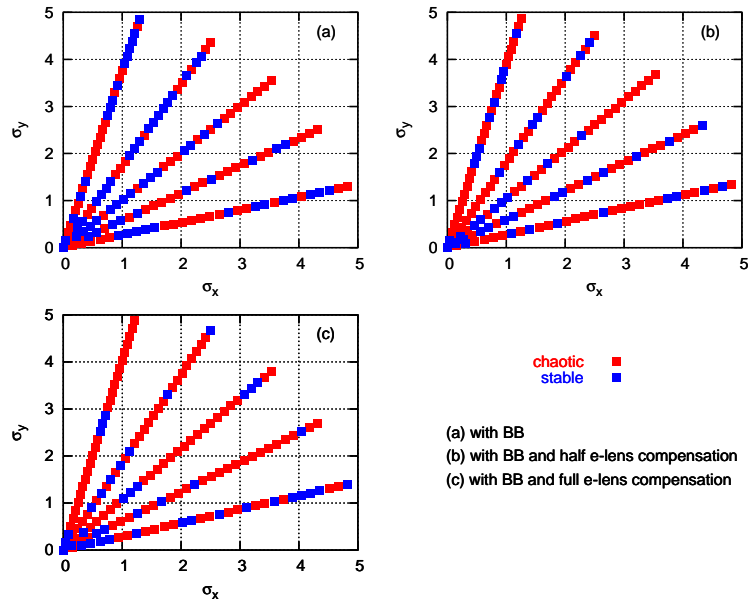 5
4
3
2
1
0
σy
(a)
0 1 2 3 4 5
σx
5
4
3
2
1
0
σy
(b)
0 1 2 3 4 5
σx
5
4
3
2
1
0
σy
(c)
0 1 2 3 4 5
σx
chaotic
stable
(a) with BB
(b) with BB and half e-lens compensation
(c) with BB and full e-lens compensation